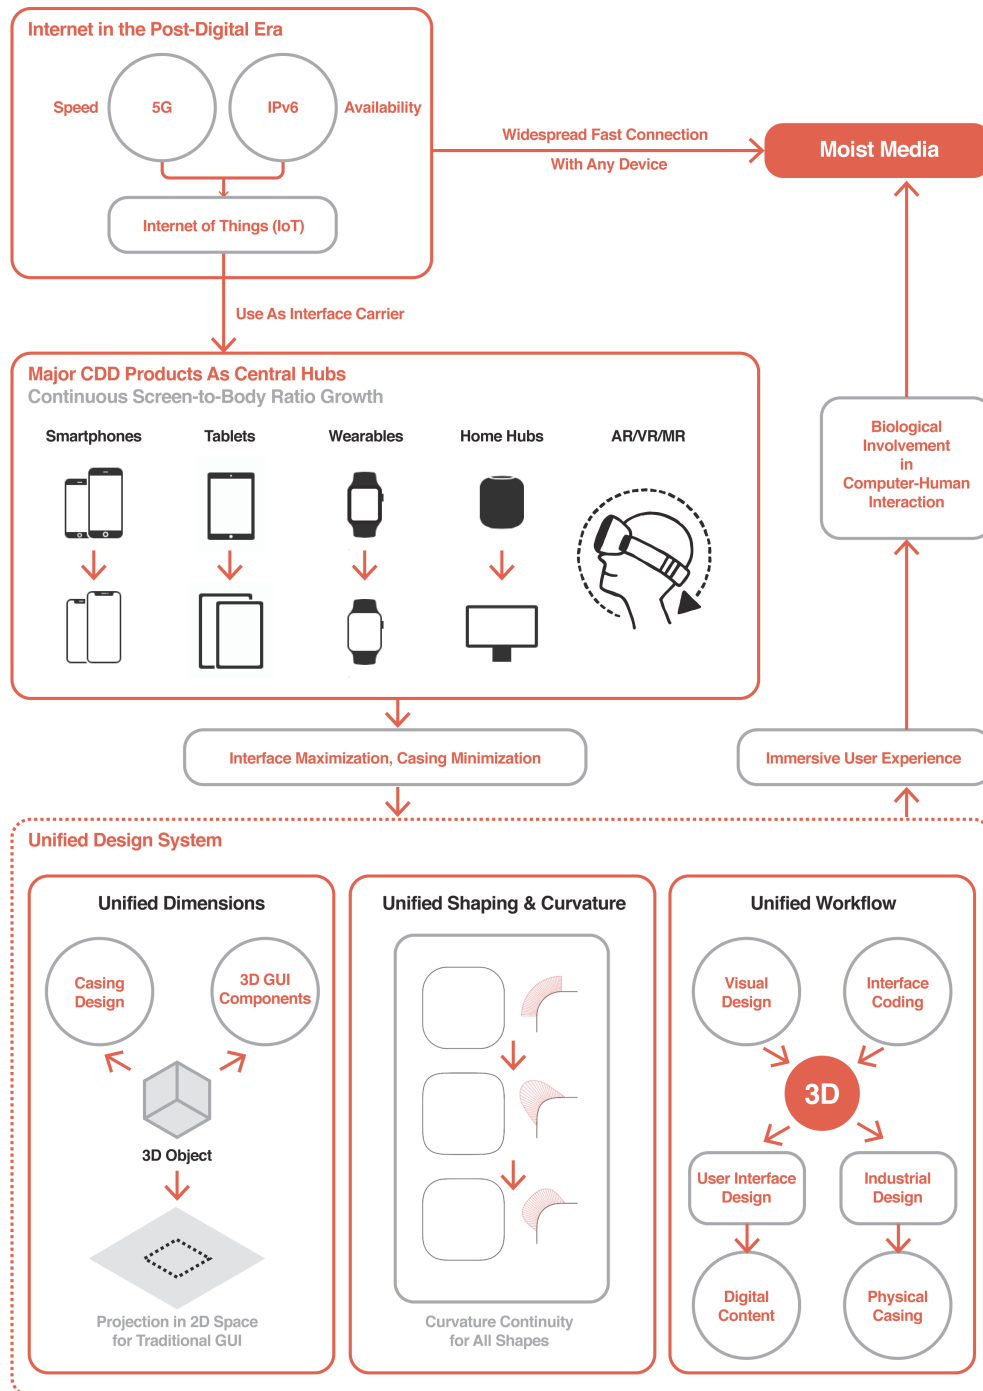 Internet in the Post-Digital Era
Speed
5G
IPv6
Availability
Internet of Things (IoT)
Widespread Fast Connection
With Any Device
Moist Media
Use As Interface Carrier
Major CDD Products As Central Hubs
Continuous Screen-to-Body Ratio Growth
Smartphones
Tablets
Wearables
Home Hubs
AR/VR/MR
Biological
Involvement
in
Computer-Human
Interaction
Interface Maximization, Casing Minimization
Immersive User Experience
Unified Design System
Unified Dimensions
Casing
Design
3D GUI
Components
3D Object
Projection in 2D Space
for Traditional GUI
Unified Shaping & Curvature
Curvature Continuity
for All Shapes
Unified Workflow
Visual
Design
Interface
Coding
3D
User Interface
Design
Industrial
Design
Digital
Content
Physical
Casing